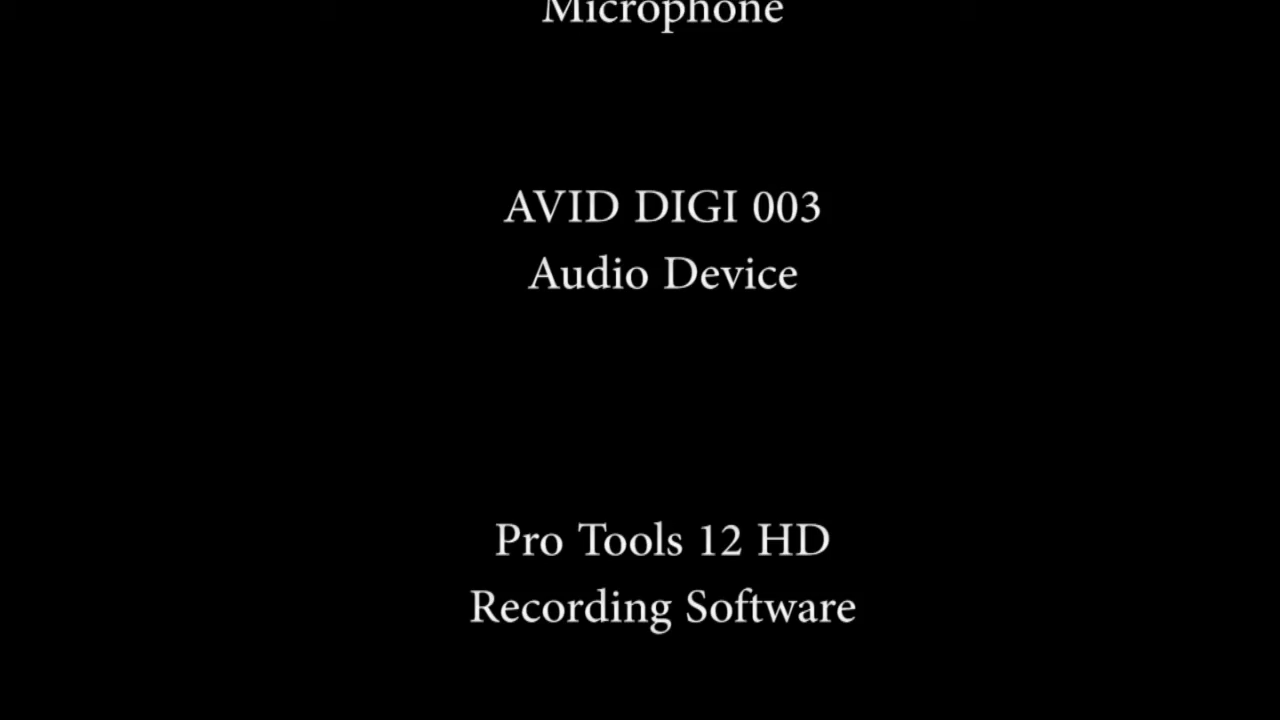 Microphone
AVID DIGI 003
Audio Device
Pro Tools 12 HD
Recording Software